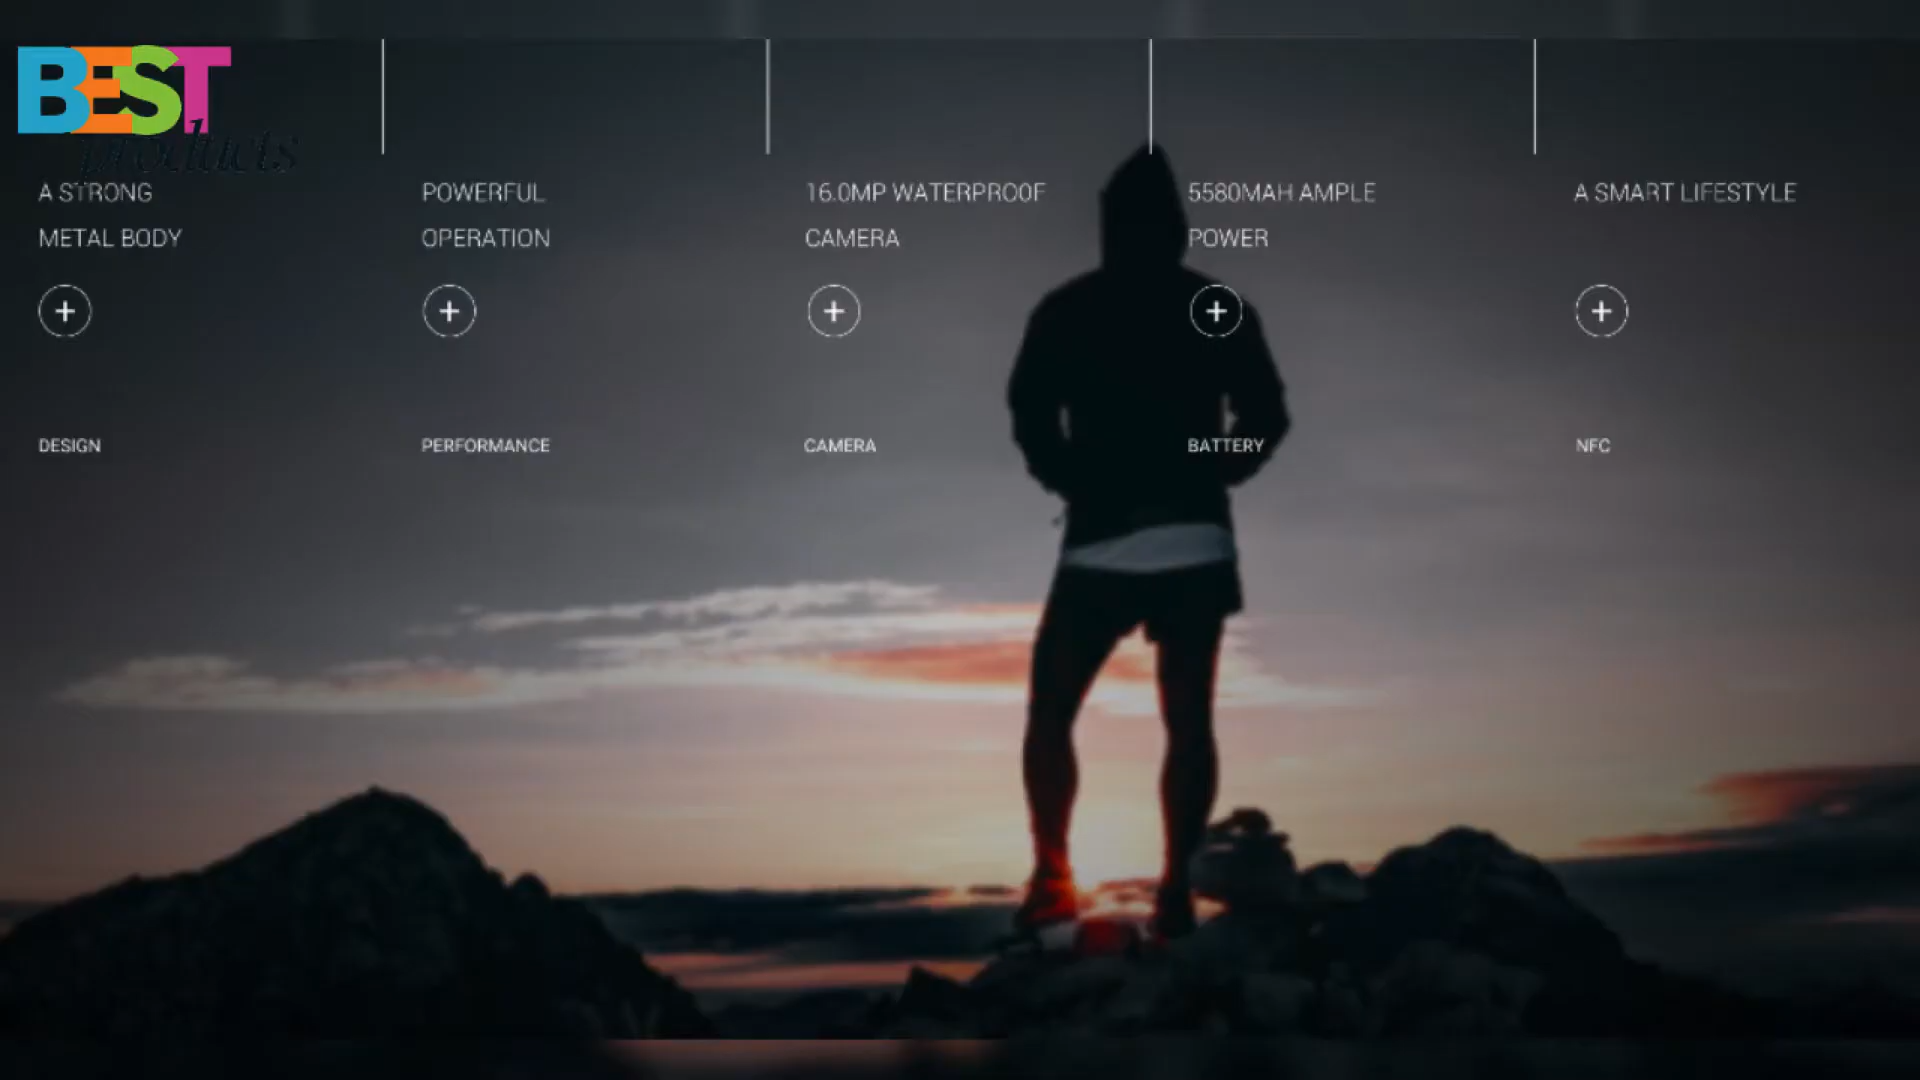 BEST
products
A STRONG
METAL BODY
POWERFUL
OPERATION
16.0MP WATERPROOF
CAMERA
5580MAH AMPLE
POWER
A SMART LIFESTYLE
DESIGN
PERFORMANCE
CAMERA
BATTERY
NFC